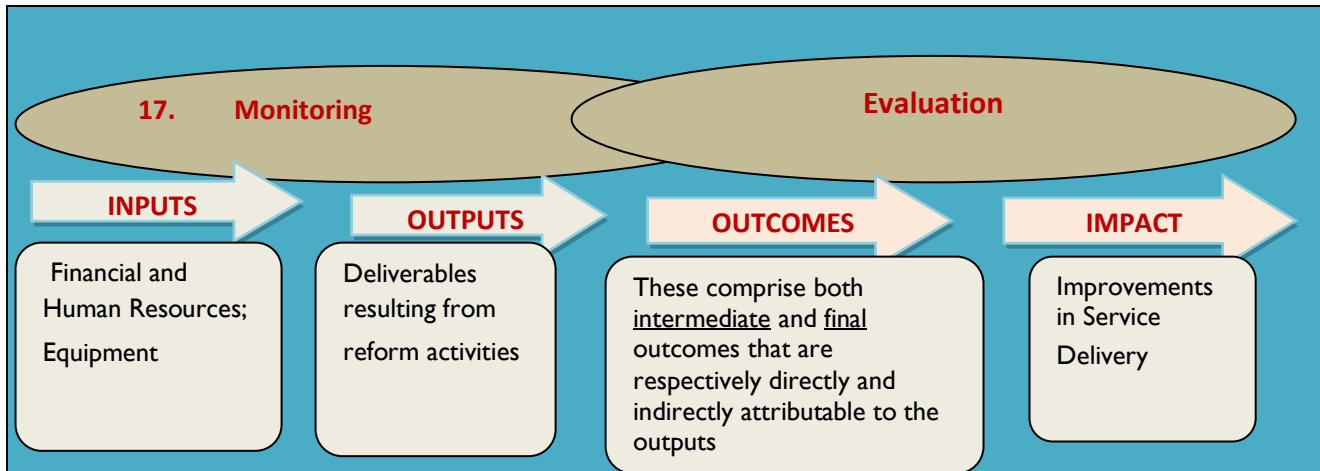 17. Monitoring
Evaluation
INPUTS
OUTPUTS
OUTCOMES
IMPACT
Financial and
Human Resources;
Equipment
Deliverables
resulting from
reform activities
These comprise both
intermediate and final
outcomes that are
respectively directly and
indirectly attributable to the
outputs
Improvements
in Service
Delivery